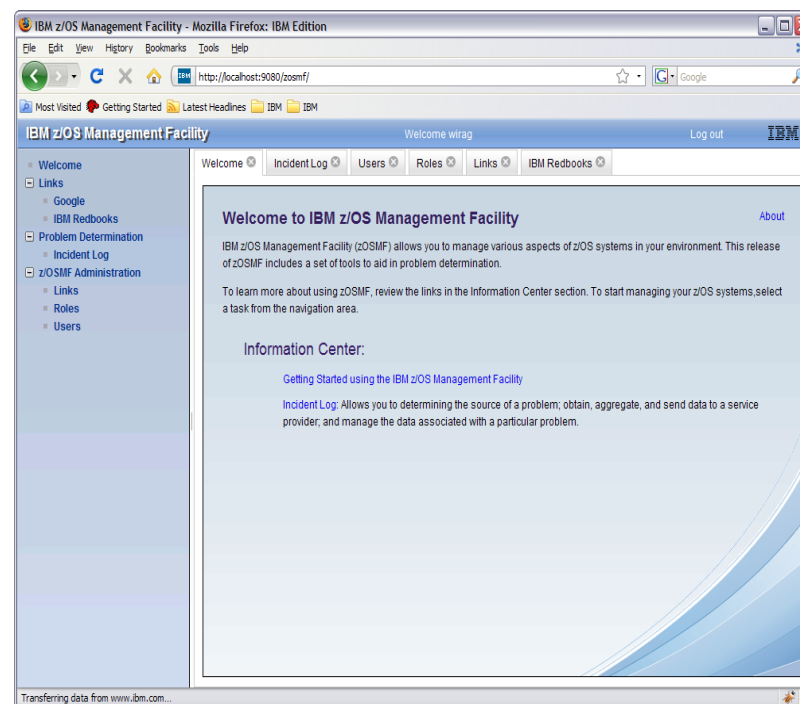 IBM z/OS Management Facility - Mozilla Firefox: IBM Edition
File Edit View History Bookmarks Tools Help
IBM http://localhost:9080/zosmf/ G Google
Most Visited Getting Started Latest Headlines IBM IBM
IBM z/OS Management Facility Welcome wirag Log out IBM
Welcome
Links
Google
IBM Redbooks
Problem Determination
Incident Log
z/OSMF Administration
Links
Roles
Users
Welcome Incident Log Users Roles Links IBM Redbooks
Welcome to IBM z/OS Management Facility About
IBM z/OS Management Facility (zOSMF) allows you to manage various aspects of z/OS systems in your environment. This release
of zOSMF includes a set of tools to aid in problem determination.
To learn more about using zOSMF, review the links in the Information Center section. To start managing your z/OS systems,select
a task from the navigation area.
Information Center:
Getting Started using the IBM z/OS Management Facility
Incident Log: Allows you to determining the source of a problem; obtain, aggregate, and send data to a service
provider; and manage the data associated with a particular problem.
Transferring data from www.ibm.com...